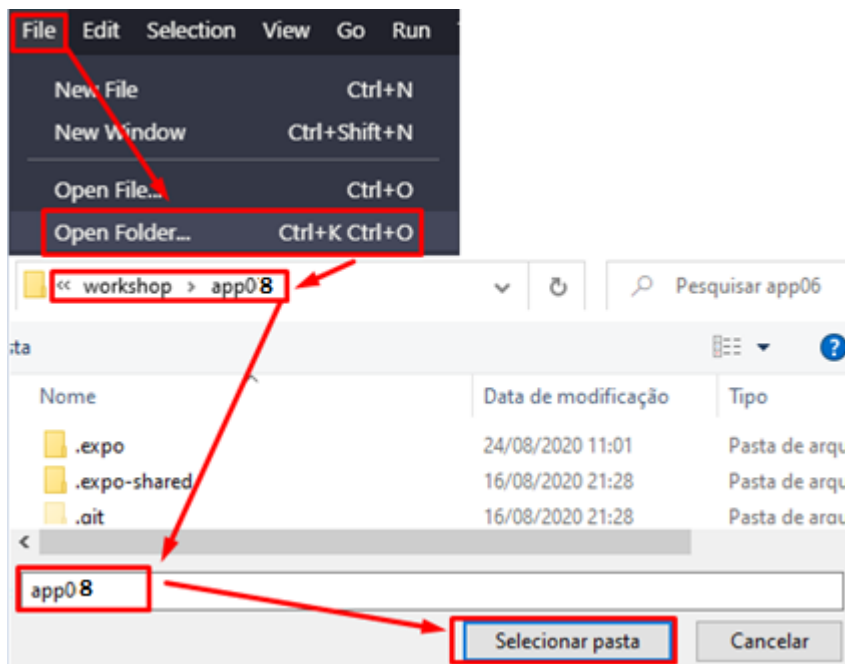 File Edit Selection View Go Run
New File Ctrl+N
New Window Ctrl+Shift+N
Open File... Ctrl+O
Open Folder... Ctrl+K Ctrl+O
« workshop › app08 Pesquisar app06
sta
Nome Data de modificação Tipo
.expo 24/08/2020 11:01 Pasta de arqu
.expo-shared 16/08/2020 21:28 Pasta de arqu
.git 16/08/2020 21:28 Pasta de arqu
app08
Selecionar pasta Cancelar